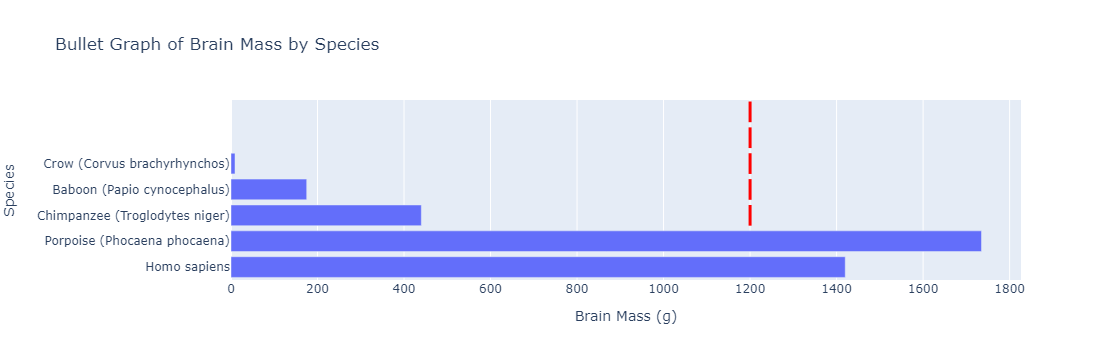 Bullet Graph of Brain Mass by Species
Species
Crow (Corvus brachyrhynchos)
Baboon (Papio cynocephalus)
Chimpanzee (Troglodytes niger)
Porpoise (Phocaena phocaena)
Homo sapiens
0 200 400 600 800 1000 1200 1400 1600 1800
Brain Mass (g)